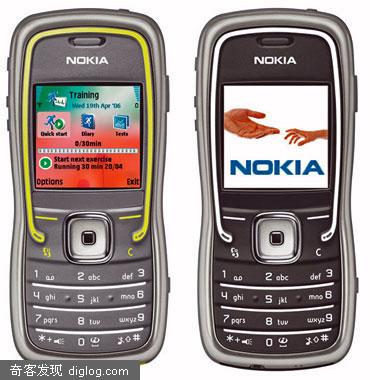 NOKIA
Training
Wed 19th Apr '06
Quick start Diary Tests
0/30min
Start next exercise
Running 30 min 20/04
Options Exit
C
1 2 abc def 3
4 ghi 5 jkl mno 6
7 pqrs 8 tuv wxyz 9
* + 0 #
NOKIA
NOKIA
C
1 2 abc def 3
4 ghi 5 jkl mno 6
7 pqrs 8 tuv wxyz 9
* + 0 #
奇客发现 diglog.com